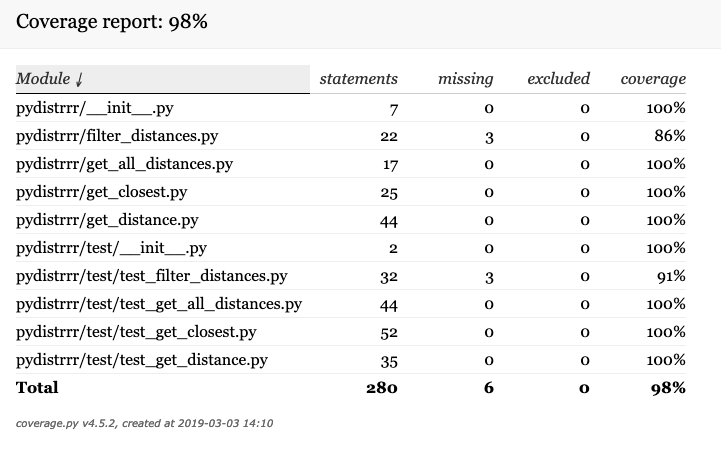 Coverage report: 98%
Module ↓ statements missing excluded coverage
pydistrrr/__init__.py 7 0 0 100%
pydistrrr/filter_distances.py 22 3 0 86%
pydistrrr/get_all_distances.py 17 0 0 100%
pydistrrr/get_closest.py 25 0 0 100%
pydistrrr/get_distance.py 44 0 0 100%
pydistrrr/test/__init__.py 2 0 0 100%
pydistrrr/test/test_filter_distances.py 32 3 0 91%
pydistrrr/test/test_get_all_distances.py 44 0 0 100%
pydistrrr/test/test_get_closest.py 52 0 0 100%
pydistrrr/test/test_get_distance.py 35 0 0 100%
Total 280 6 0 98%
coverage.py v4.5.2, created at 2019-03-03 14:10